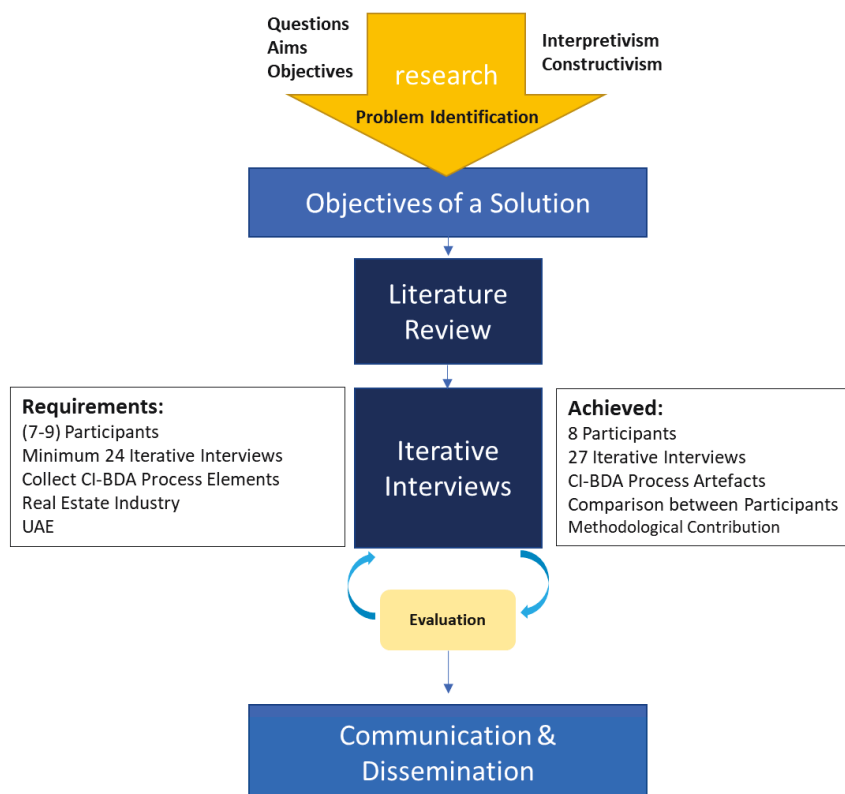 Questions
Aims
Objectives
Interpretivism
Constructivism
research
Problem Identification
Objectives of a Solution
Literature
Review
Requirements:
(7-9) Participants
Minimum 24 Iterative Interviews
Collect CI-BDA Process Elements
Real Estate Industry
UAE
Iterative
Interviews
Achieved:
8 Participants
27 Iterative Interviews
CI-BDA Process Artefacts
Comparison between Participants
Methodological Contribution
Evaluation
Communication &
Dissemination